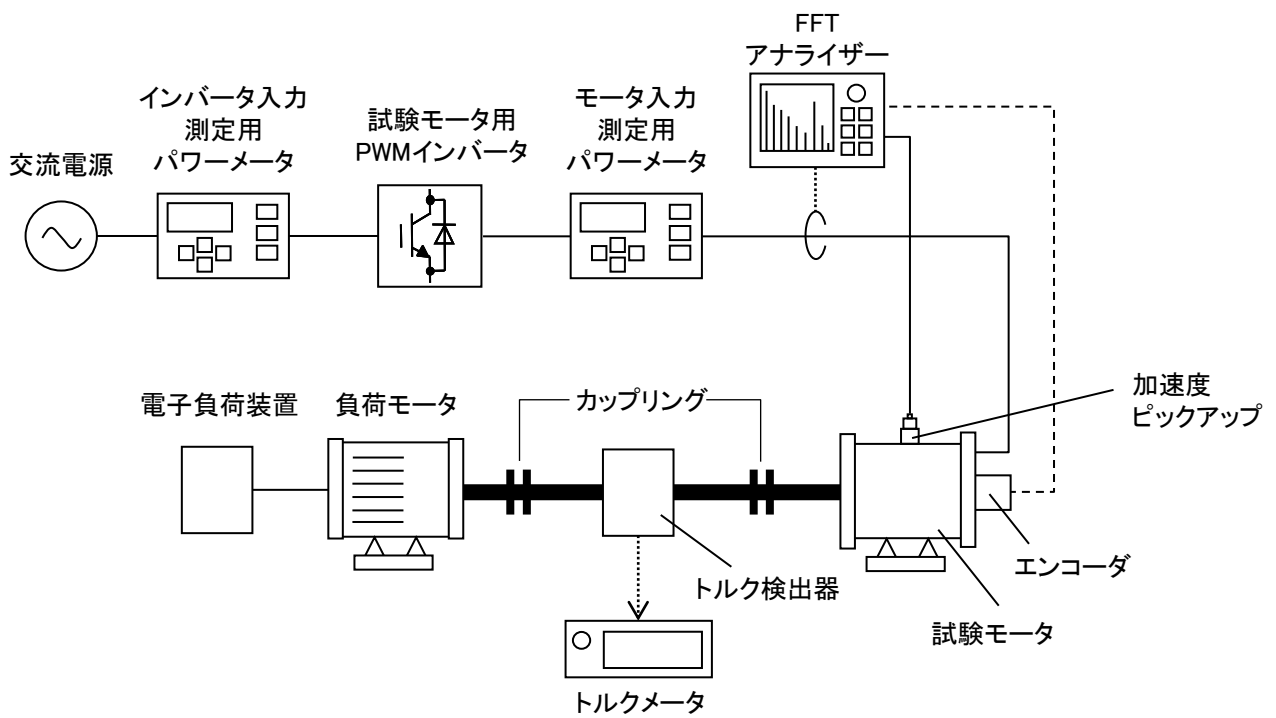 FFT
アナライザー
インバータ入力
測定用
パワーメータ
試験モータ用
PWMインバータ
モータ入力
測定用
パワーメータ
交流電源
加速度
ピックアップ
電子負荷装置
負荷モータ
カップリング
エンコーダ
トルク検出器
試験モータ
トルクメータ